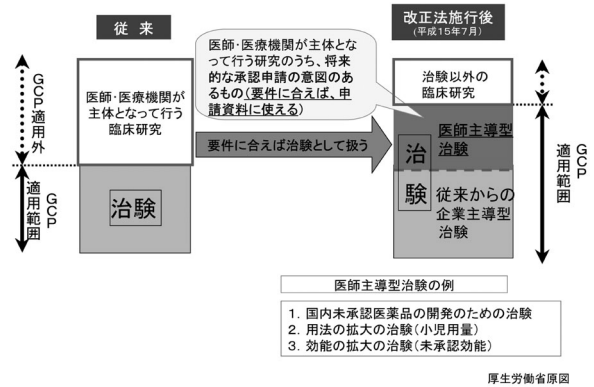 従来
改正法施行後
(平成15年7月)
医師・医療機関が主体とな
って行う研究のうち、将来
的な承認申請の意図のあ
るもの(要件に合えば、申
請資料に使える)
GCP適用外
医師・医療機関が
主体となって行う
臨床研究
治験以外の
臨床研究
要件に合えば治験として扱う
医師主導型
治験
治験
従来からの
企業主導型
治験
GCP
適用範囲
GCP
適用範囲
治験
医師主導型治験の例
1. 国内未承認医薬品の開発のための治験
2. 用法の拡大の治験(小児用量)
3. 効能の拡大の治験(未承認効能)
厚生労働省原図